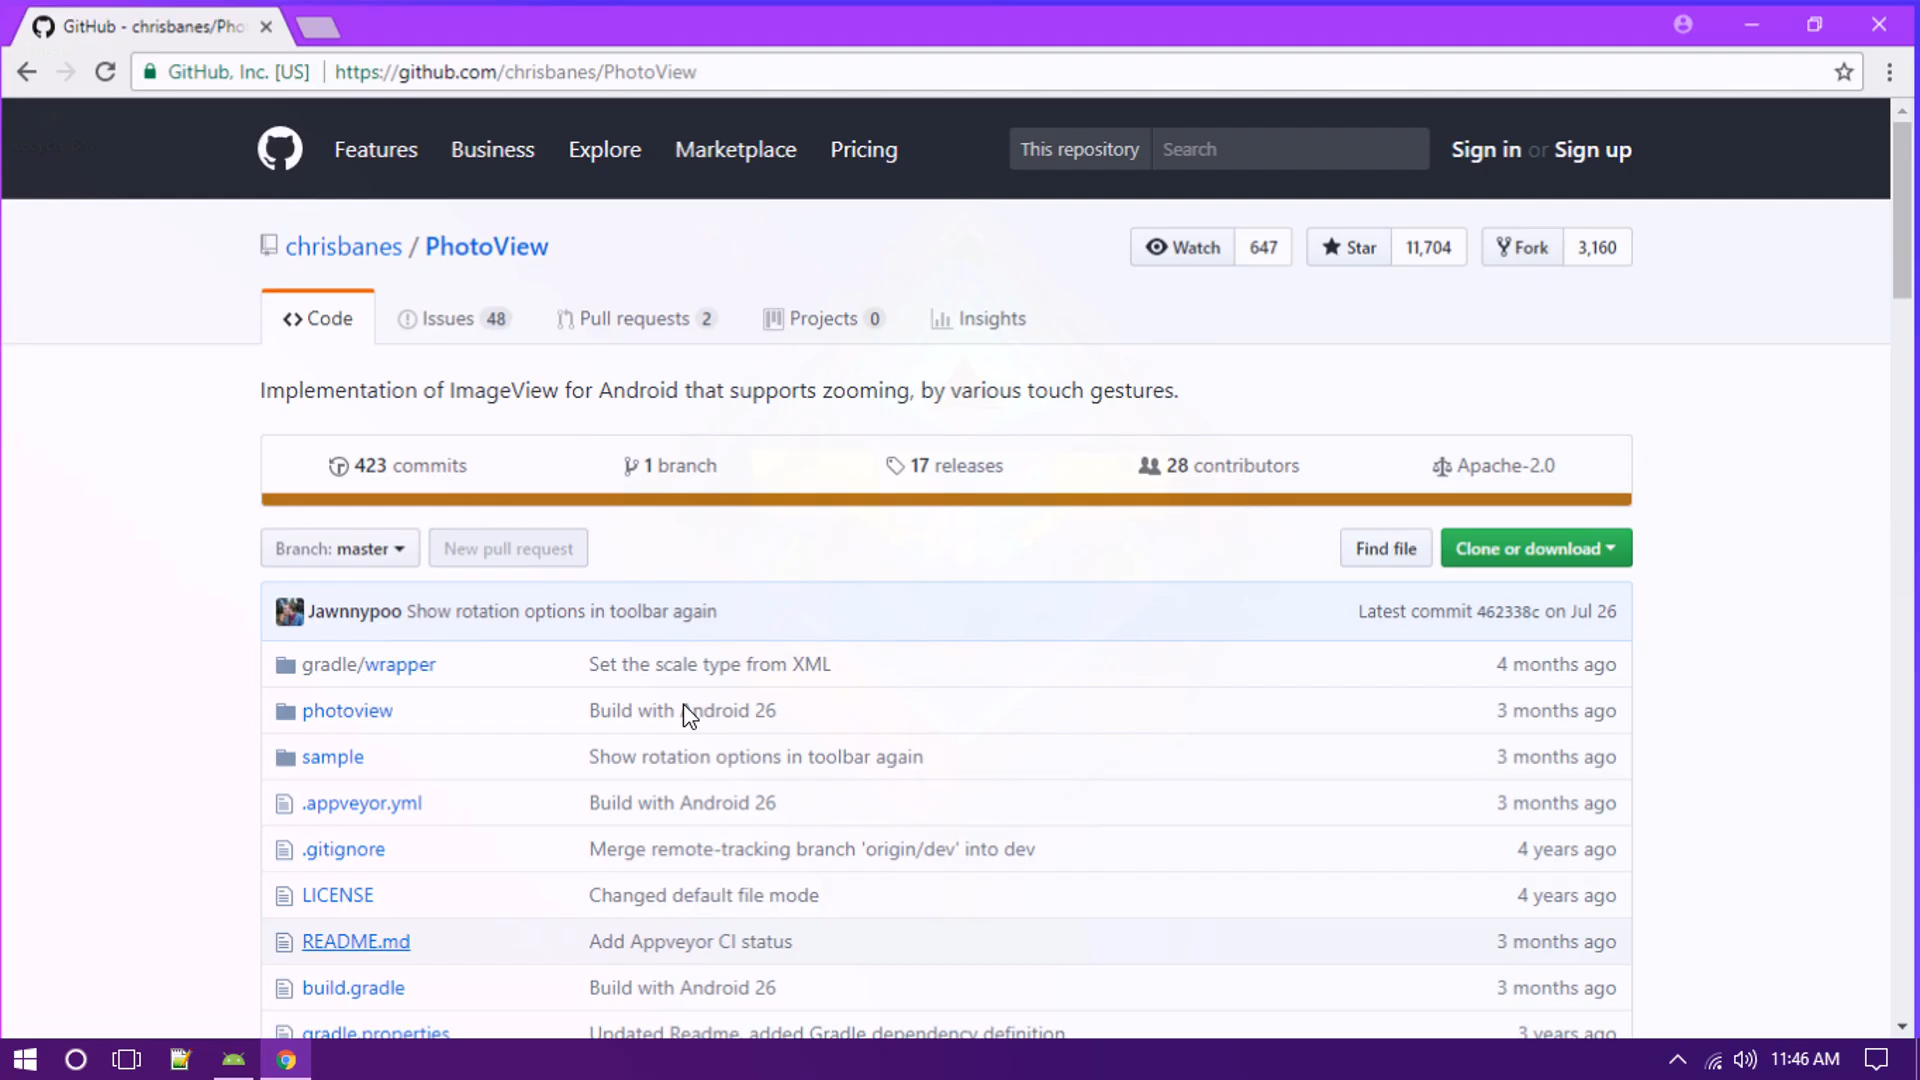 GitHub - chrisbanes/Pho
GitHub, Inc. [US] https://github.com/chrisbanes/PhotoView
Features Business Explore Marketplace Pricing This repository Search Sign in or Sign up
chrisbanes / PhotoView Watch 647 Star 11,704 Fork 3,160
Code Issues 48 Pull requests 2 Projects 0 Insights
Implementation of ImageView for Android that supports zooming, by various touch gestures.
423 commits 1 branch 17 releases 28 contributors Apache-2.0
Branch: master New pull request Find file Clone or download
Jawnnypoo Show rotation options in toolbar again Latest commit 462338c on Jul 26
gradle/wrapper Set the scale type from XML 4 months ago
photoview Build with Android 26 3 months ago
sample Show rotation options in toolbar again 3 months ago
.appveyor.yml Build with Android 26 3 months ago
.gitignore Merge remote-tracking branch 'origin/dev' into dev 4 years ago
LICENSE Changed default file mode 4 years ago
README.md Add Appveyor CI status 3 months ago
build.gradle Build with Android 26 3 months ago
gradle.properties Updated Readme, added Gradle dependency definition 3 years ago
11:46 AM